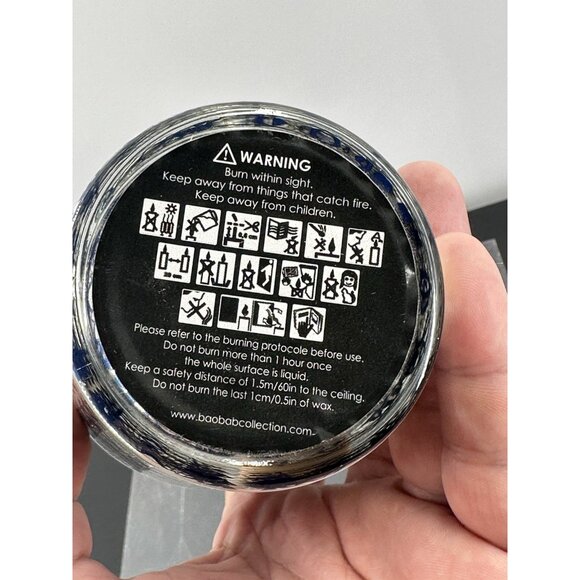 WARNING
Burn within sight.
Keep away from things that catch fire.
Keep away from children.
Please refer to the burning protocole before use.
Do not burn more than 1 hour once
the whole surface is liquid.
Keep a safety distance of 1.5m/60in to the ceiling.
Do not burn the last 1cm/0.5in of wax.
www.baobabcollection.com